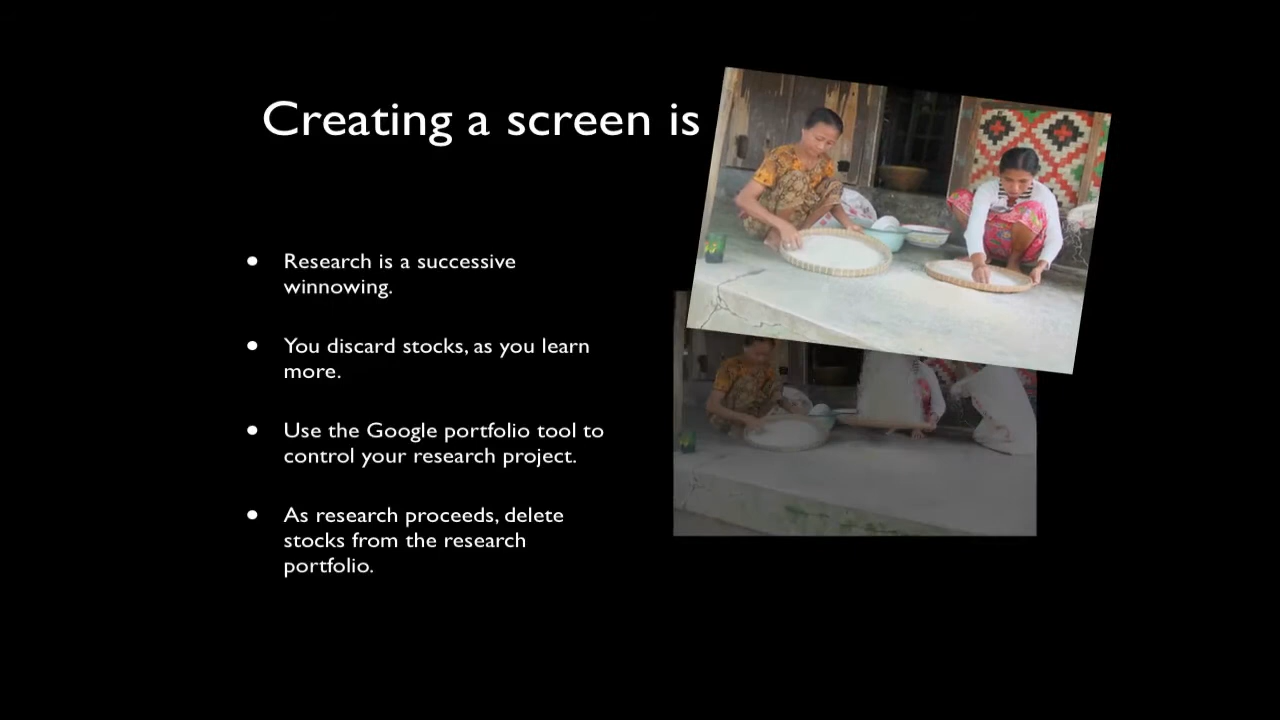 Creating a screen is
• Research is a successive
winnowing.
• You discard stocks, as you learn
more.
• Use the Google portfolio tool to
control your research project.
• As research proceeds, delete
stocks from the research
portfolio.